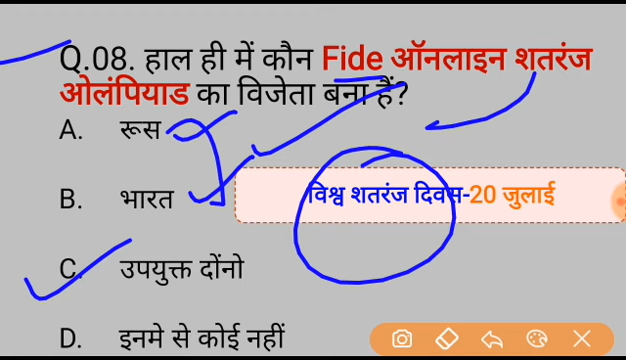 Q.08. हाल ही में कौन Fide ऑनलाइन शतरंज
ओलंपियाड का विजेता बना हैं?
A. रूस
B. भारत
विश्व शतरंज दिवस-20 जुलाई
C. उपयुक्त दोंनो
D. इनमे से कोई नहीं